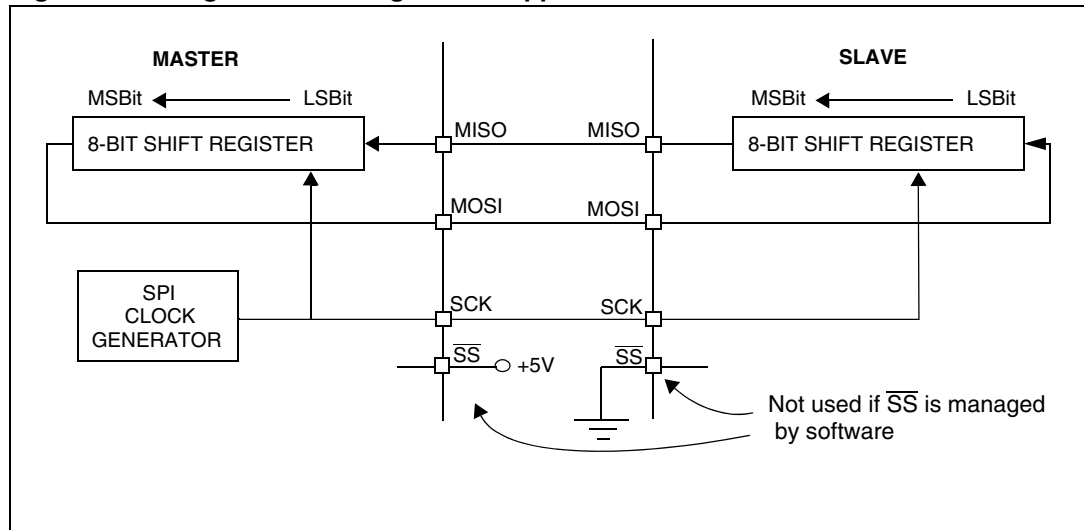 MASTER
SLAVE
MSBit
LSBit
MSBit
LSBit
8-BIT SHIFT REGISTER
MISO
MISO
8-BIT SHIFT REGISTER
MOSI
MOSI
SPI
CLOCK
GENERATOR
SCK
SCK
SS
+5V
SS
Not used if SS is managed
by software